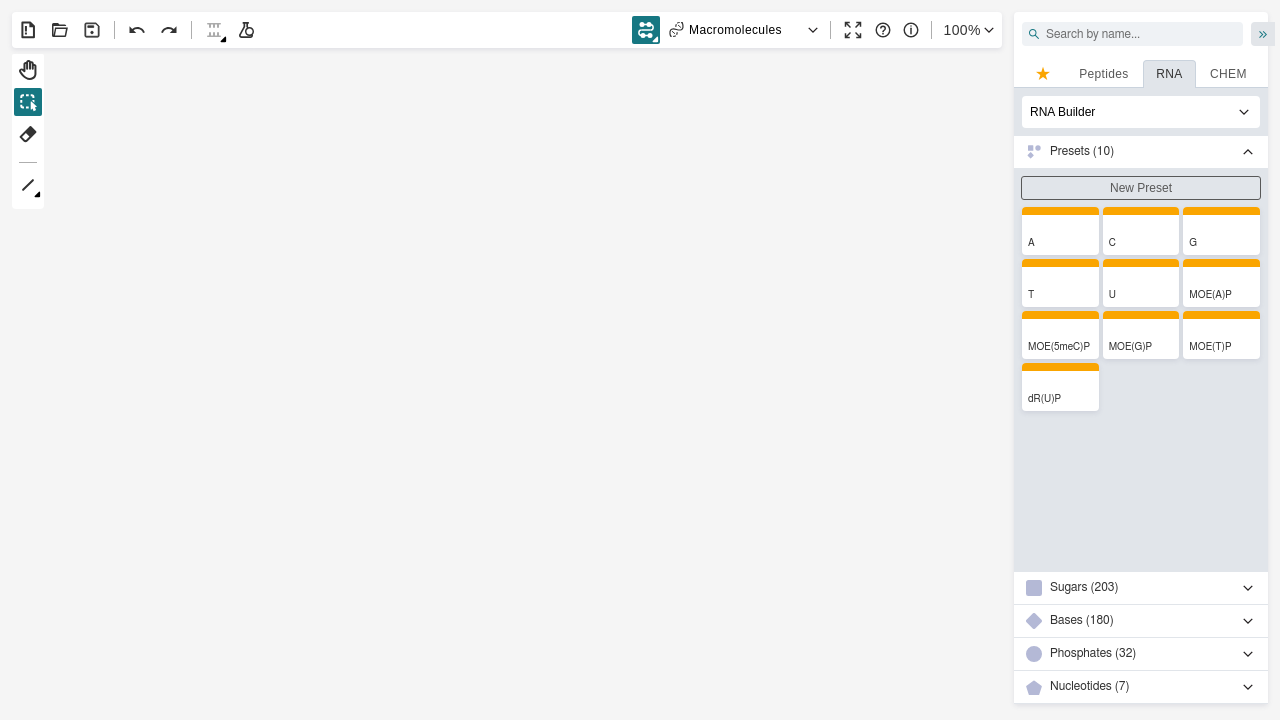 Macromolecules
100%
Search by name...
Peptides
RNA
CHEM
RNA Builder
Presets (10)
New Preset
A
C
G
T
U
MOE(A)P
MOE(5meC)P
MOE(G)P
MOE(T)P
dR(U)P
Sugars (203)
Bases (180)
Phosphates (32)
Nucleotides (7)